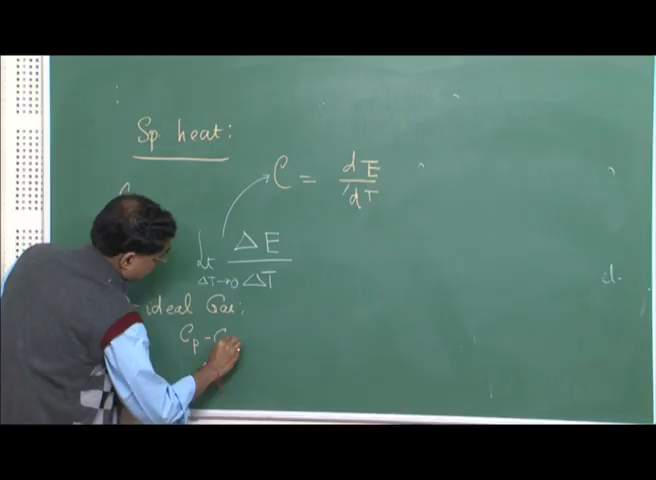 Sp. heat:
C = dE/dT
Lt ΔT→0 ΔE/ΔT
- ideal Gas:
Cp - C